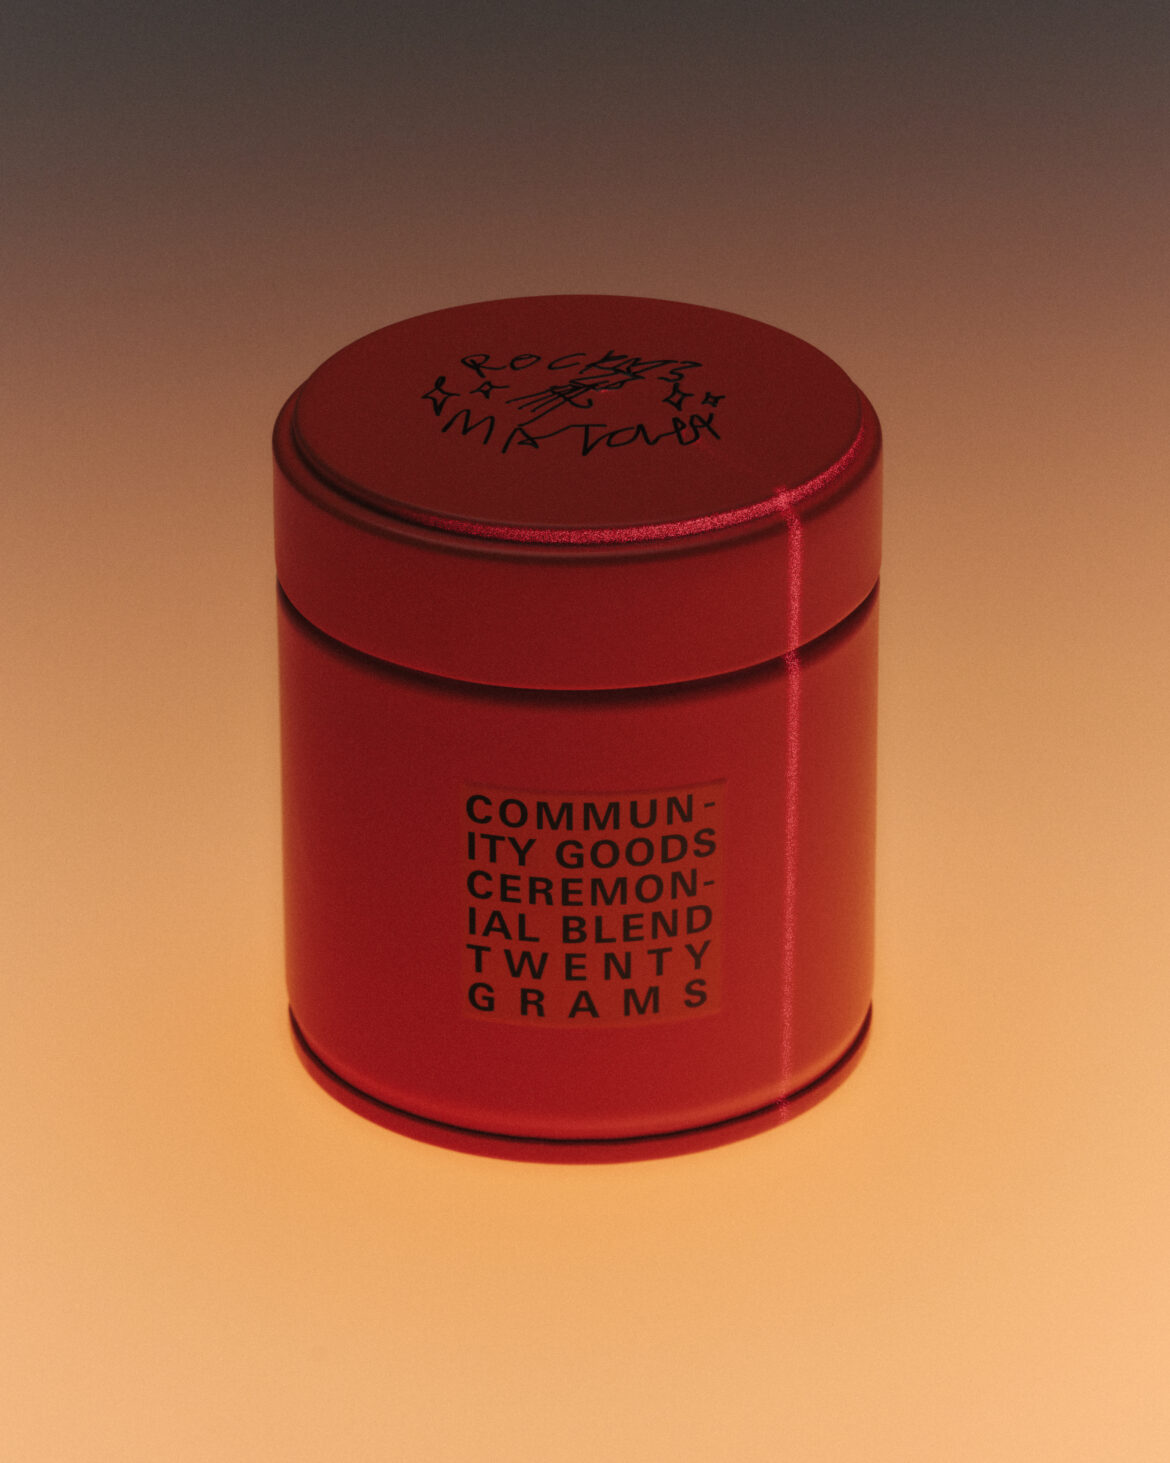 ROCKY'S
MATCHA
COMMUN-
ITY GOODS
CEREMON-
IAL BLEND
TWENTY
GRAMS